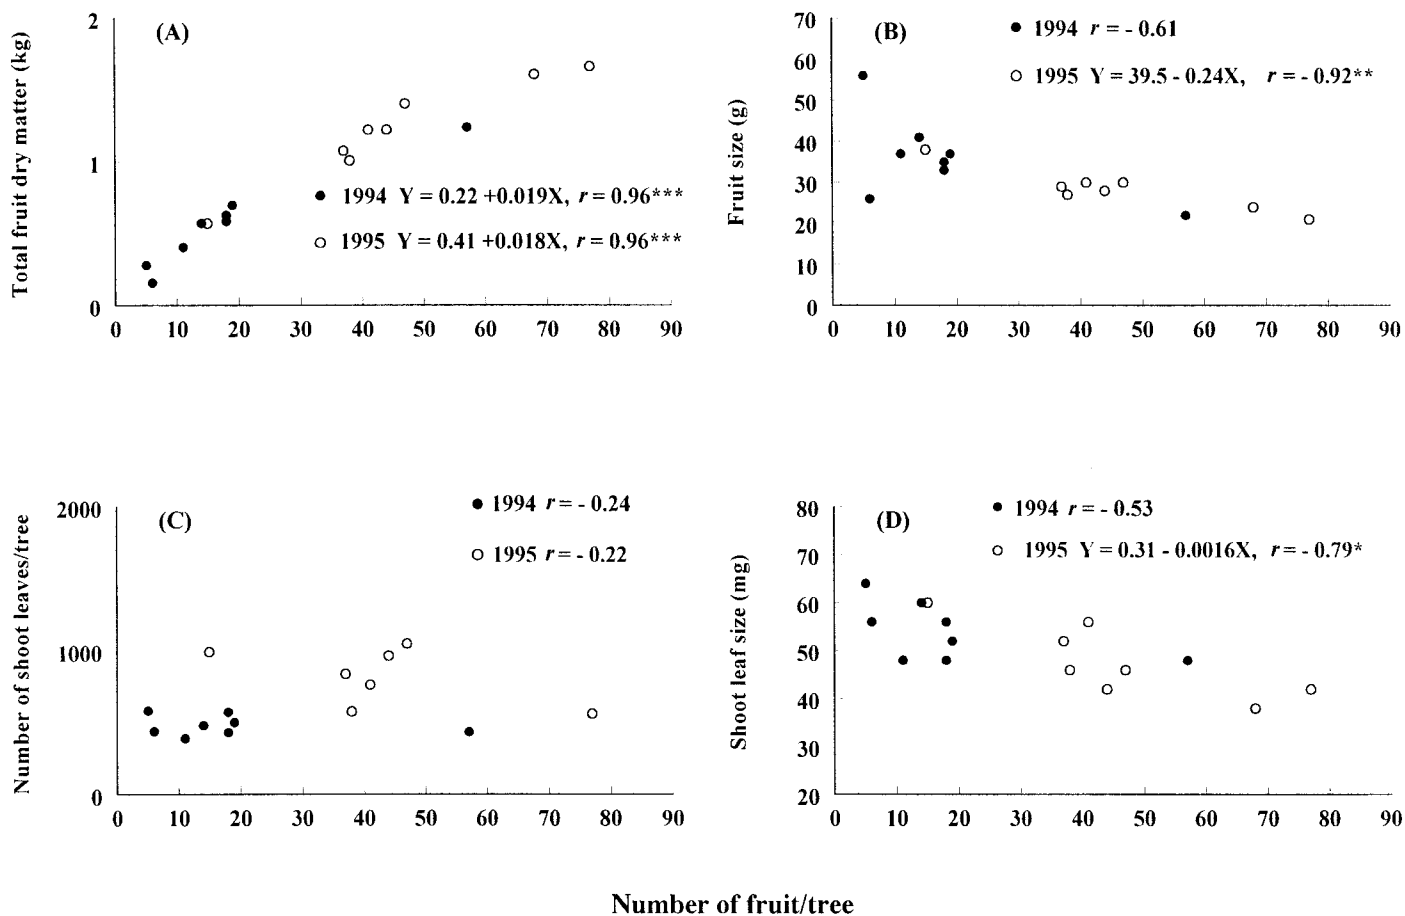 (A)
Total fruit dry matter (kg)
2
1
0
0 10 20 30 40 50 60 70 80 90
● 1994 Y = 0.22 +0.019X, r = 0.96***
○ 1995 Y = 0.41 +0.018X, r = 0.96***
(B)
Fruit size (g)
70
60
50
40
30
20
10
0
0 10 20 30 40 50 60 70 80 90
● 1994 r = - 0.61
○ 1995 Y = 39.5 - 0.24X, r = - 0.92**
(C)
Number of shoot leaves/tree
2000
1000
0
0 10 20 30 40 50 60 70 80 90
● 1994 r = - 0.24
○ 1995 r = - 0.22
(D)
Shoot leaf size (mg)
80
70
60
50
40
30
20
0 10 20 30 40 50 60 70 80 90
● 1994 r = - 0.53
○ 1995 Y = 0.31 - 0.0016X, r = - 0.79*
Number of fruit/tree